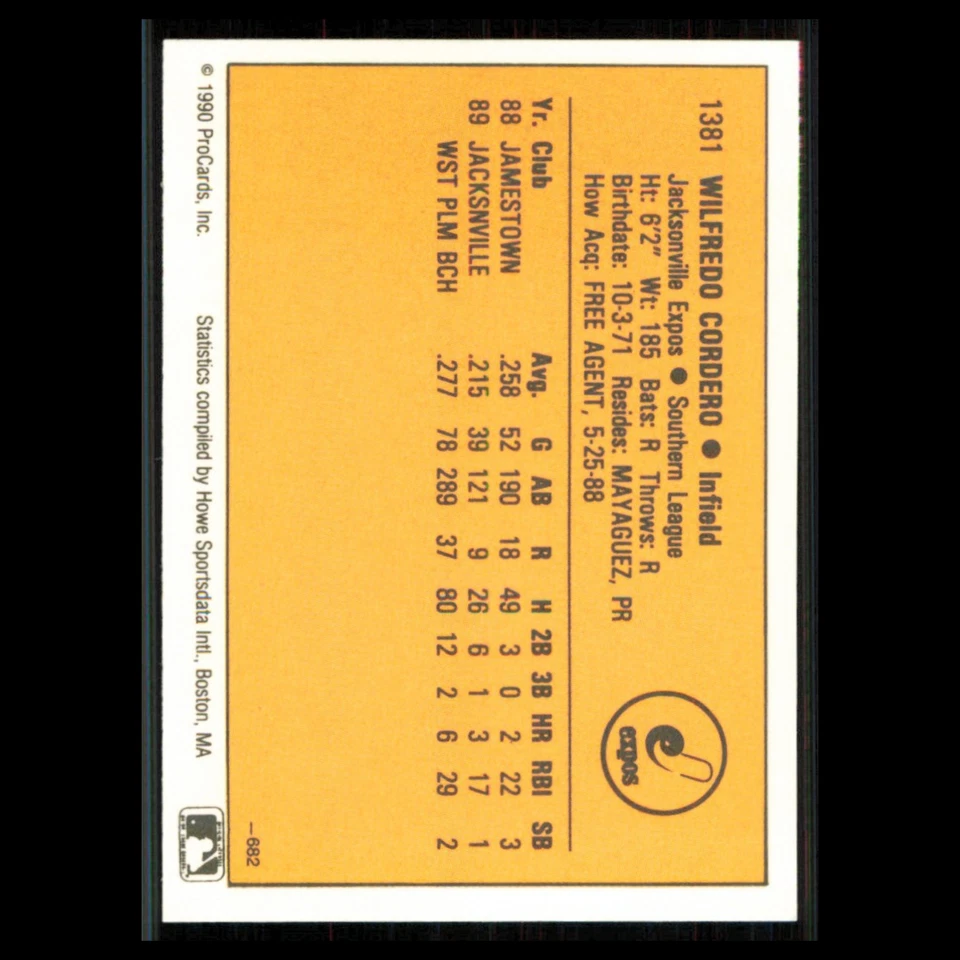 1381 WILFREDO CORDERO ● Infield
Jacksonville Expos ● Southern League
Ht: 6'2" Wt: 185 Bats: R Throws: R
Birthdate: 10-3-71 Resides: MAYAGUEZ, PR
How Acq: FREE AGENT, 5-25-88
expos
Yr. Club Avg. G AB R H 2B 3B HR RBI SB
88 JAMESTOWN .258 52 190 18 49 3 0 2 22 3
89 JACKSNVILLE .215 39 121 9 26 6 1 3 17 1
WST PLM BCH .277 78 289 37 80 12 2 6 29 2
—682
© 1990 ProCards, Inc. Statistics compiled by Howe Sportsdata Intl., Boston, MA